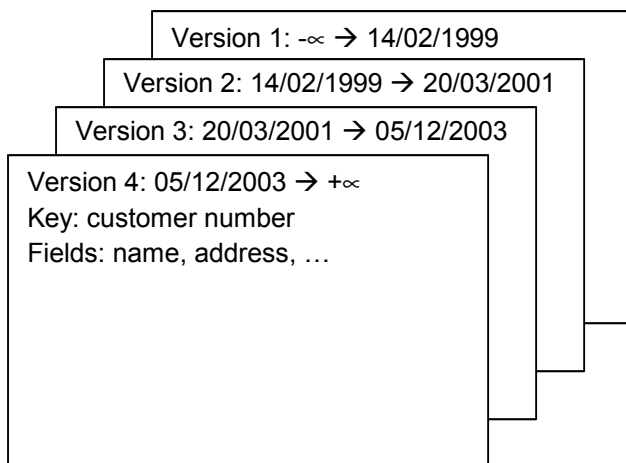 Version 1: -∝ → 14/02/1999
Version 2: 14/02/1999 → 20/03/2001
Version 3: 20/03/2001 → 05/12/2003
Version 4: 05/12/2003 → +∝
Key: customer number
Fields: name, address, …